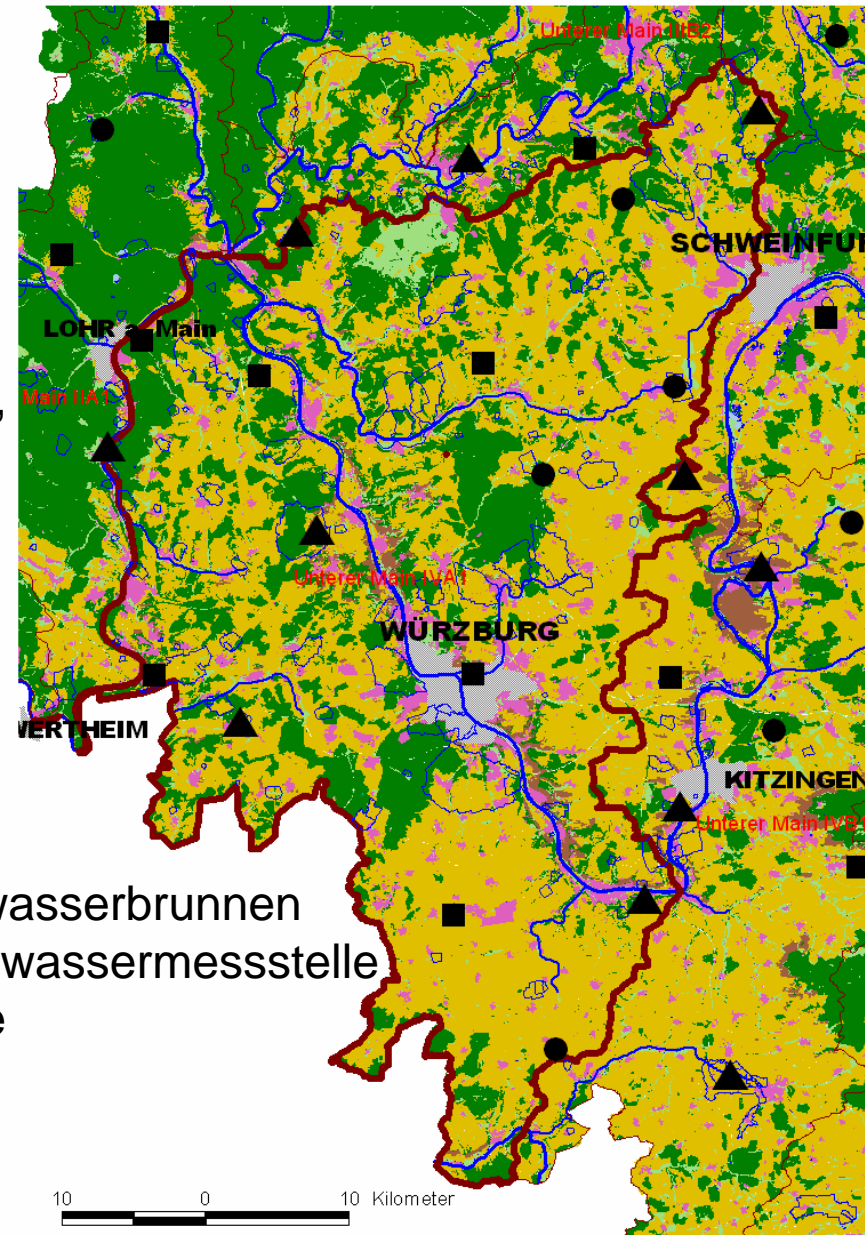 Unterer Main IIIB2
SCHWEINFU
LOHR a. Main
Main IIA1
,
Unterer Main IVA1
WÜRZBURG
WERTHEIM
KITZINGEN
Unterer Main IVB1
wasserbrunnen
wassermessstelle
e
10 0 10 Kilometer